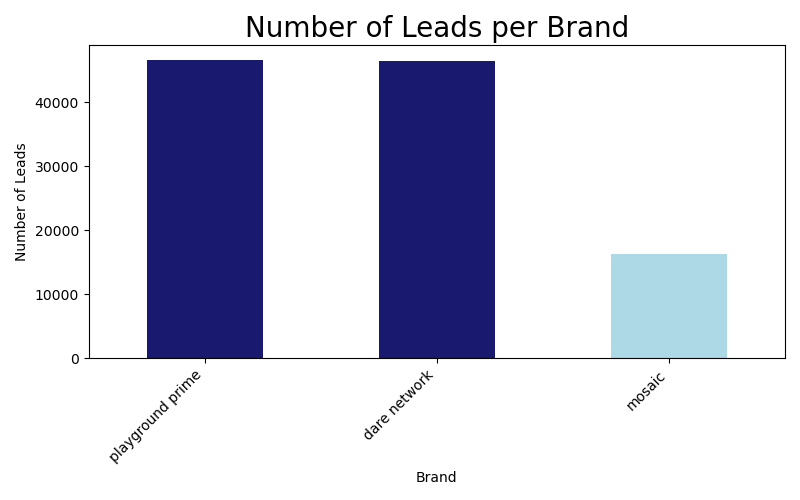 Number of Leads per Brand
Number of Leads
40000
30000
20000
10000
0
playground prime
dare network
mosaic
Brand